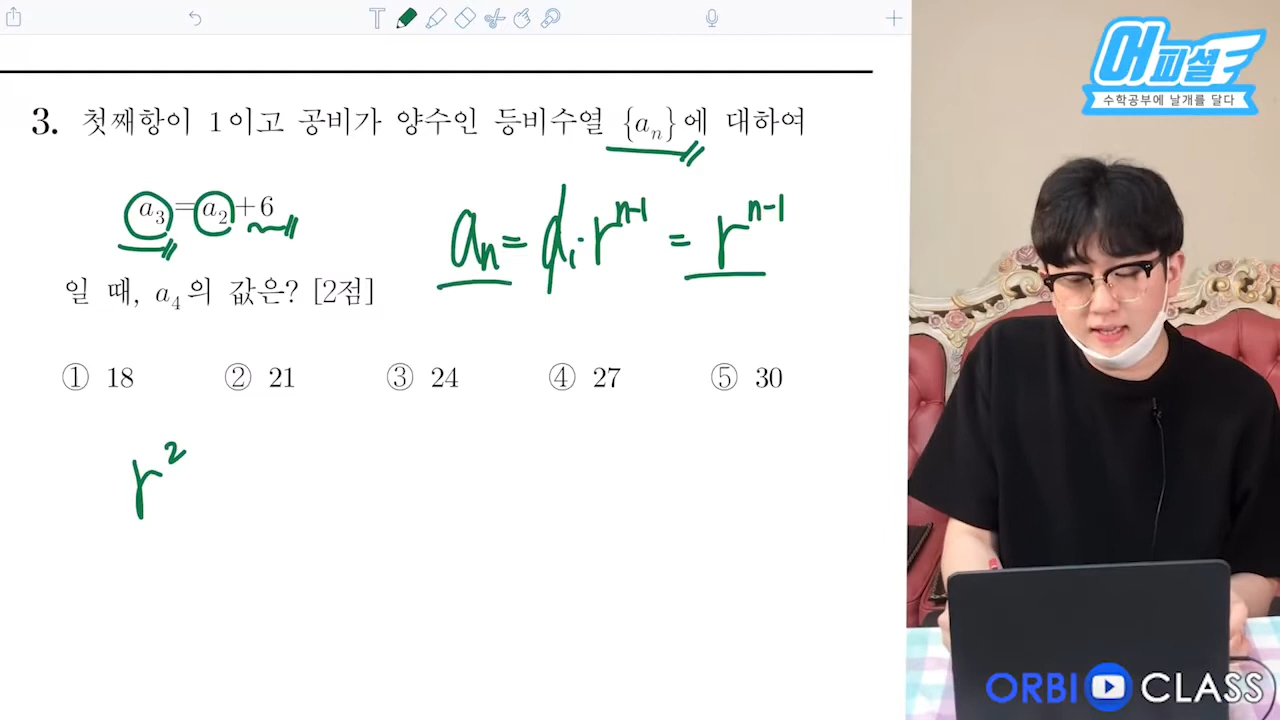 어피셜
수학공부에 날개를 달다
3. 첫째항이 1이고 공비가 양수인 등비수열 {aₙ}에 대하여
a₃=a₂+6
aₙ = a₁·rⁿ⁻¹ = rⁿ⁻¹
일 때, a₄의 값은? [2점]
① 18 ② 21 ③ 24 ④ 27 ⑤ 30
r²
ORBI CLASS